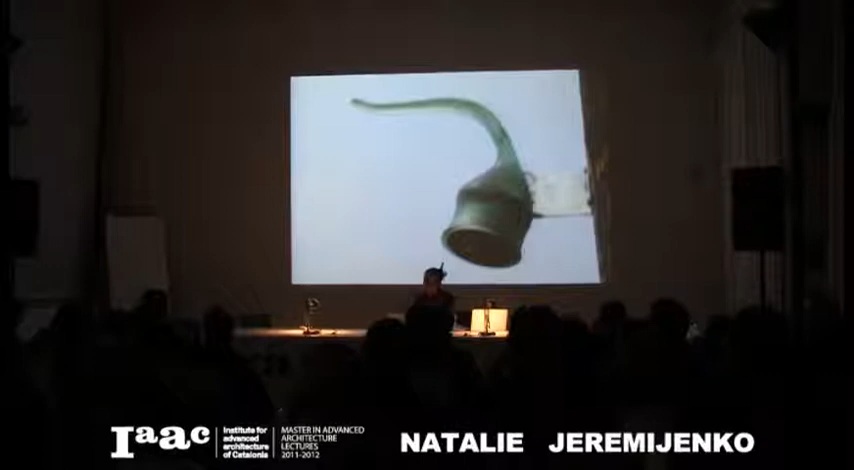 Iaac
Institute for
advanced
architecture
of Catalonia
MASTER IN ADVANCED
ARCHITECTURE
LECTURES
2011-2012
NATALIE JEREMIJENKO